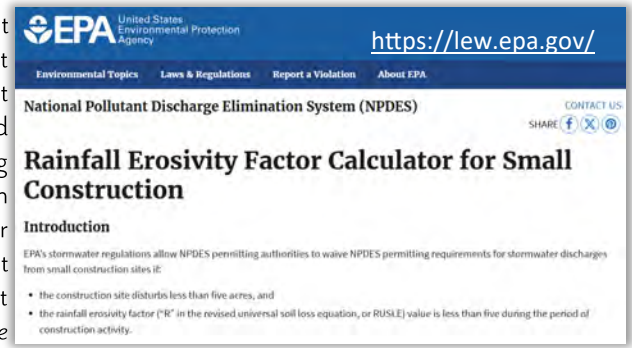 EPA United States
Environmental Protection
Agency
https://lew.epa.gov/
Environmental Topics Laws & Regulations Report a Violation About EPA
National Pollutant Discharge Elimination System (NPDES)
CONTACT US
SHARE
Rainfall Erosivity Factor Calculator for Small
Construction
Introduction
EPA's stormwater regulations allow NPDES permitting authorities to waive NPDES permitting requirements for stormwater discharges
from small construction sites if:
• the construction site disturbs less than five acres, and
• the rainfall erosivity factor ("R" in the revised universal soil loss equation, or RUSLE) value is less than five during the period of
construction activity.